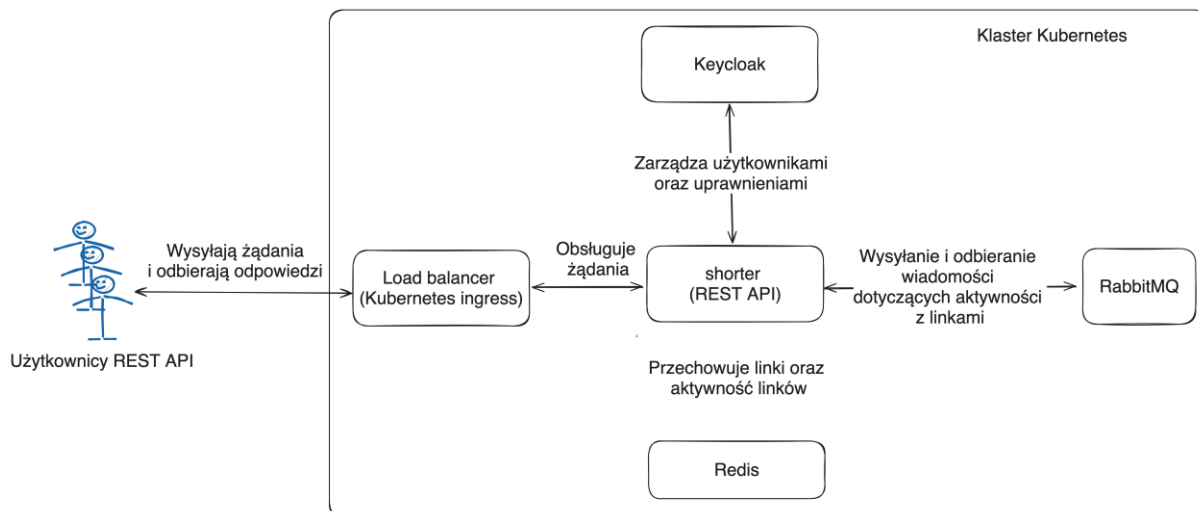 Klaster Kubernetes
Keycloak
Zarządza użytkownikami
oraz uprawnieniami
Wysyłają żądania
i odbierają odpowiedzi
Load balancer
(Kubernetes ingress)
Obsługuje
żądania
shorter
(REST API)
Wysyłanie i odbieranie
wiadomości
dotyczących aktywności
z linkami
RabbitMQ
Użytkownicy REST API
Przechowuje linki oraz
aktywność linków
Redis